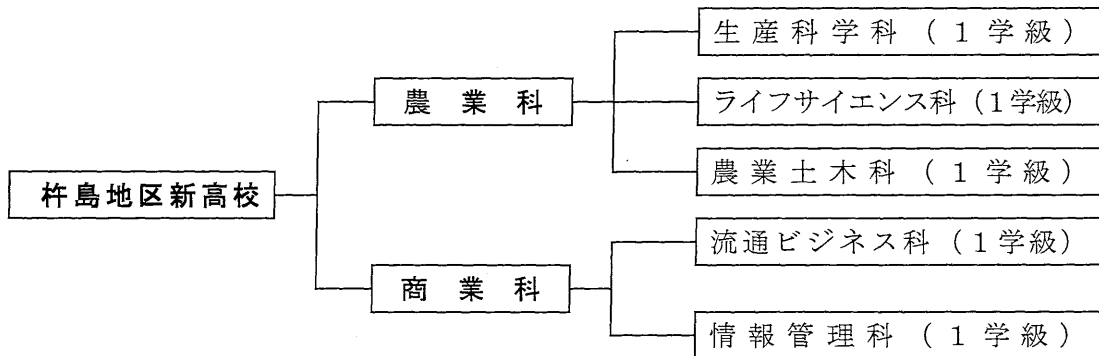 杵島地区新高校
農業科
生産科学科（１学級）
ライフサイエンス科（１学級）
農業土木科（１学級）
商業科
流通ビジネス科（１学級）
情報管理科（１学級）